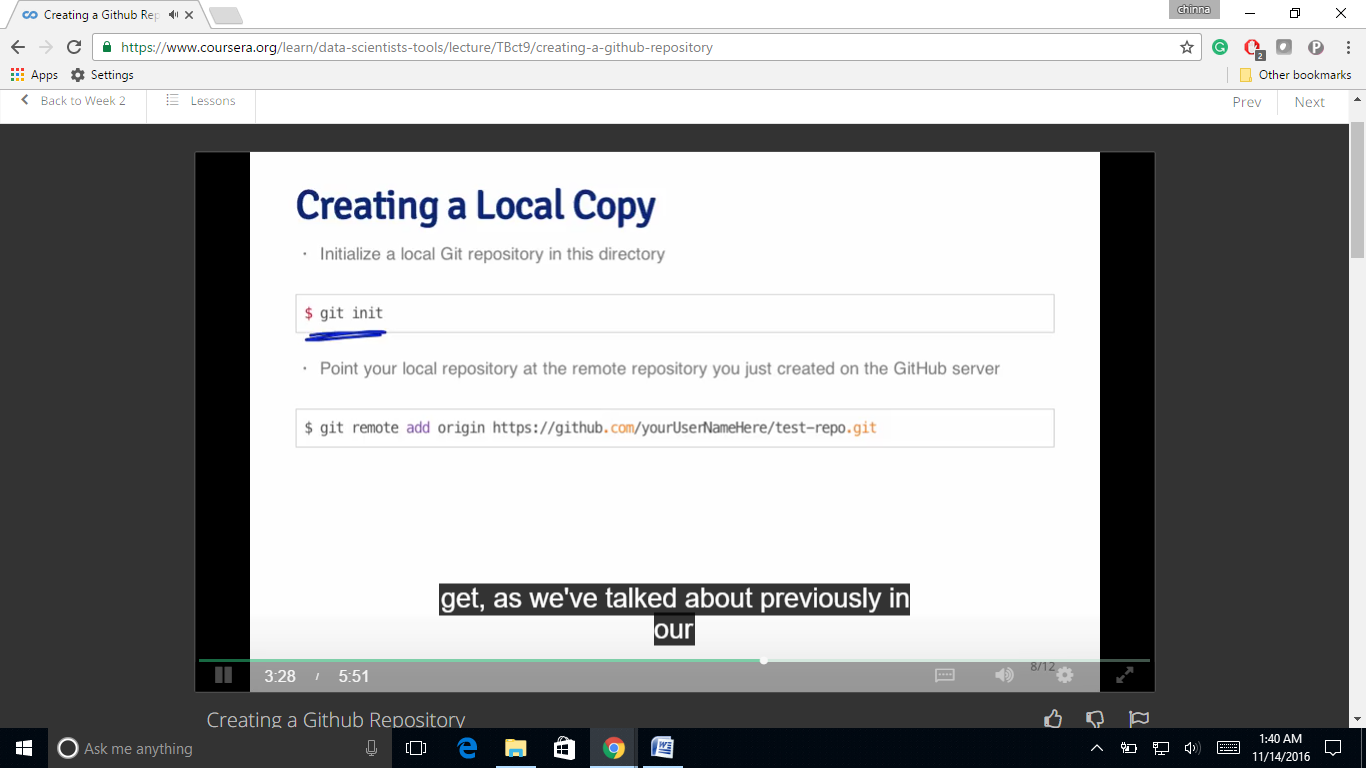 Creating a Github Rep
chinna
https://www.coursera.org/learn/data-scientists-tools/lecture/TBct9/creating-a-github-repository
2
Apps Settings
Other bookmarks
Back to Week 2 Lessons
Prev Next
Creating a Local Copy
· Initialize a local Git repository in this directory
$ git init
· Point your local repository at the remote repository you just created on the GitHub server
$ git remote add origin https://github.com/yourUserNameHere/test-repo.git
get, as we've talked about previously in
our
3:28 / 5:51
8/12
Creating a Github Repository
Ask me anything
1:40 AM
11/14/2016